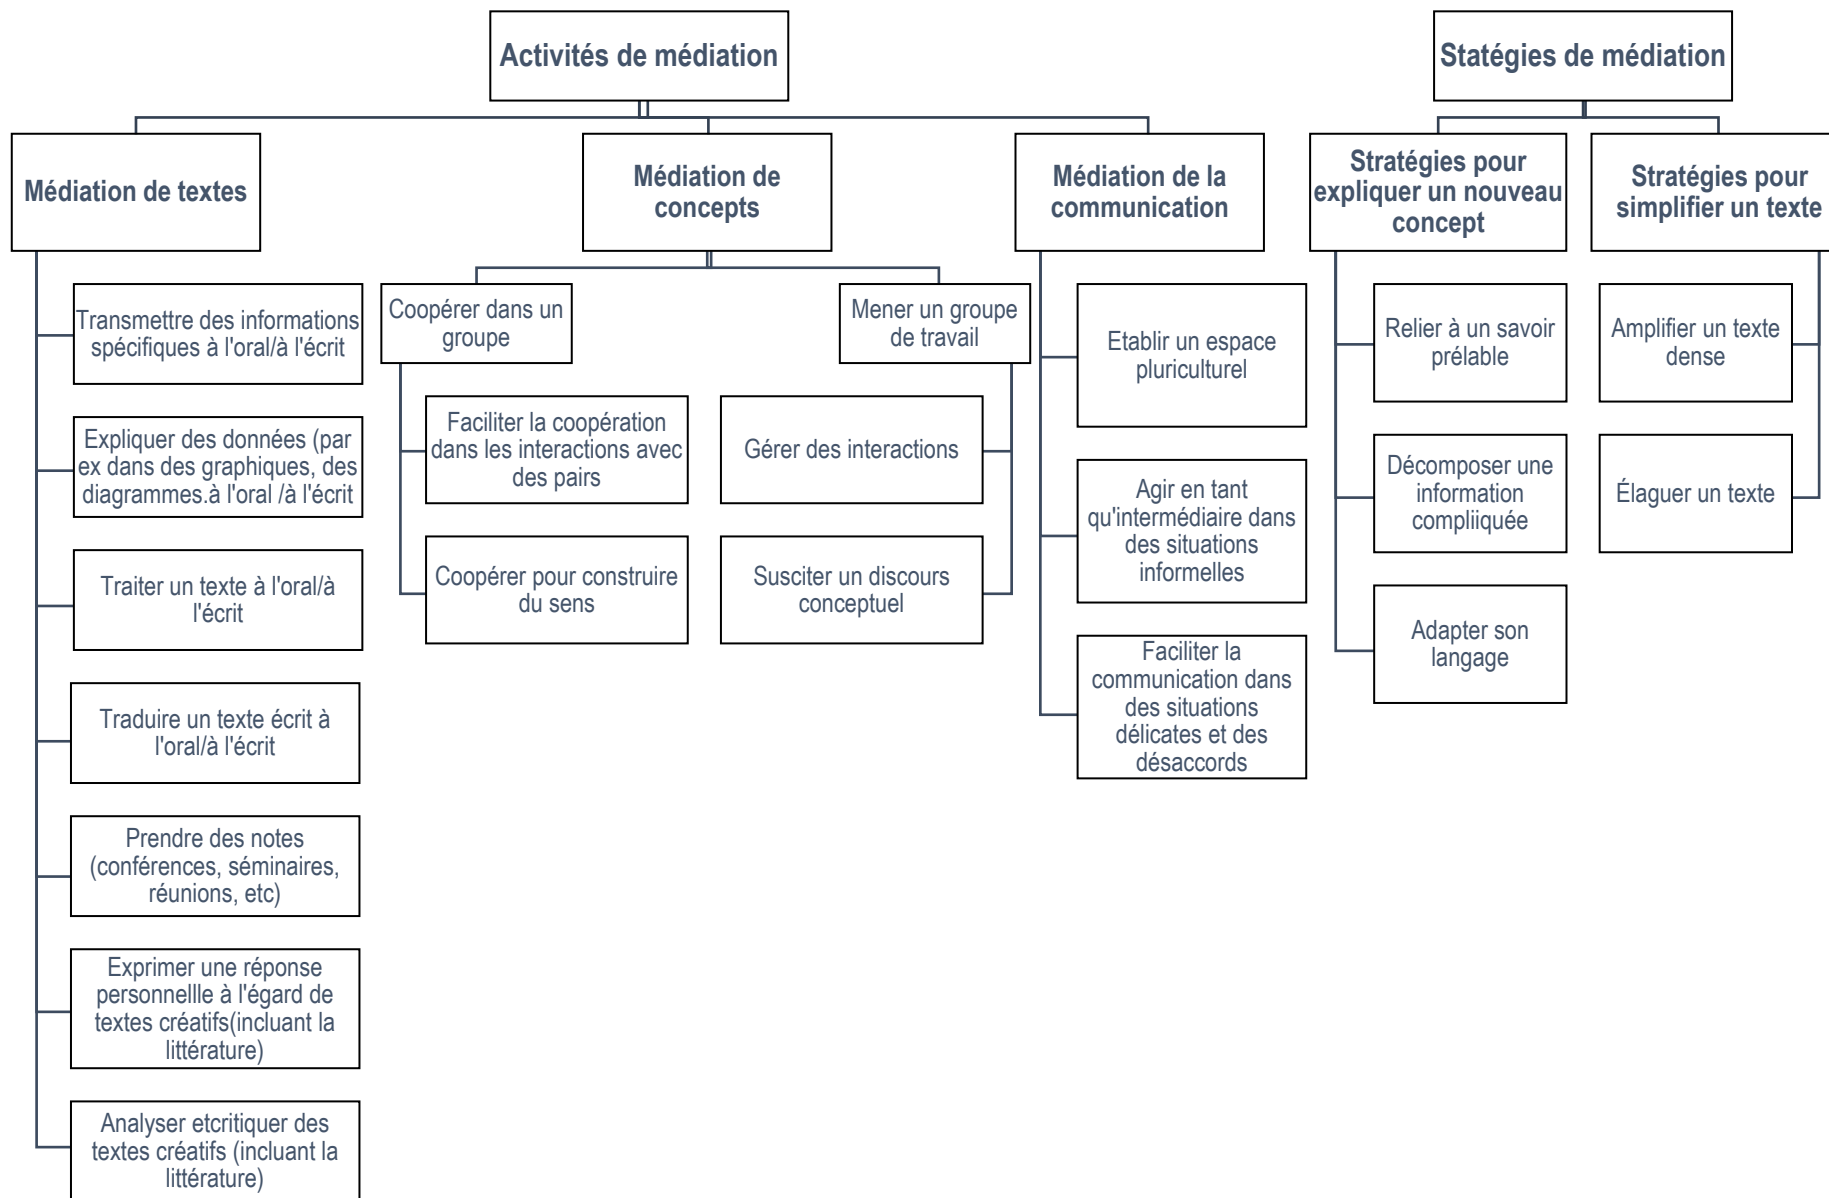 Activités de médiation
Statégies de médiation
Médiation de textes
Médiation de
concepts
Médiation de la
communication
Stratégies pour
expliquer un nouveau
concept
Stratégies pour
simplifier un texte
Transmettre des informations
spécifiques à l'oral/à l'écrit
Expliquer des données (par
ex dans des graphiques, des
diagrammes.à l'oral /à l'écrit
Traiter un texte à l'oral/à
l'écrit
Traduire un texte écrit à
l'oral/à l'écrit
Prendre des notes
(conférences, séminaires,
réunions, etc)
Exprimer une réponse
personnellle à l'égard de
textes créatifs(incluant la
littérature)
Analyser etcritiquer des
textes créatifs (incluant la
littérature)
Coopérer dans un
groupe
Faciliter la coopération
dans les interactions avec
des pairs
Coopérer pour construire
du sens
Mener un groupe
de travail
Gérer des interactions
Susciter un discours
conceptuel
Etablir un espace
pluriculturel
Agir en tant
qu'intermédiaire dans
des situations
informelles
Faciliter la
communication dans
des situations
délicates et des
désaccords
Relier à un savoir
prélable
Décomposer une
information
compliiquée
Adapter son
langage
Amplifier un texte
dense
Élaguer un texte